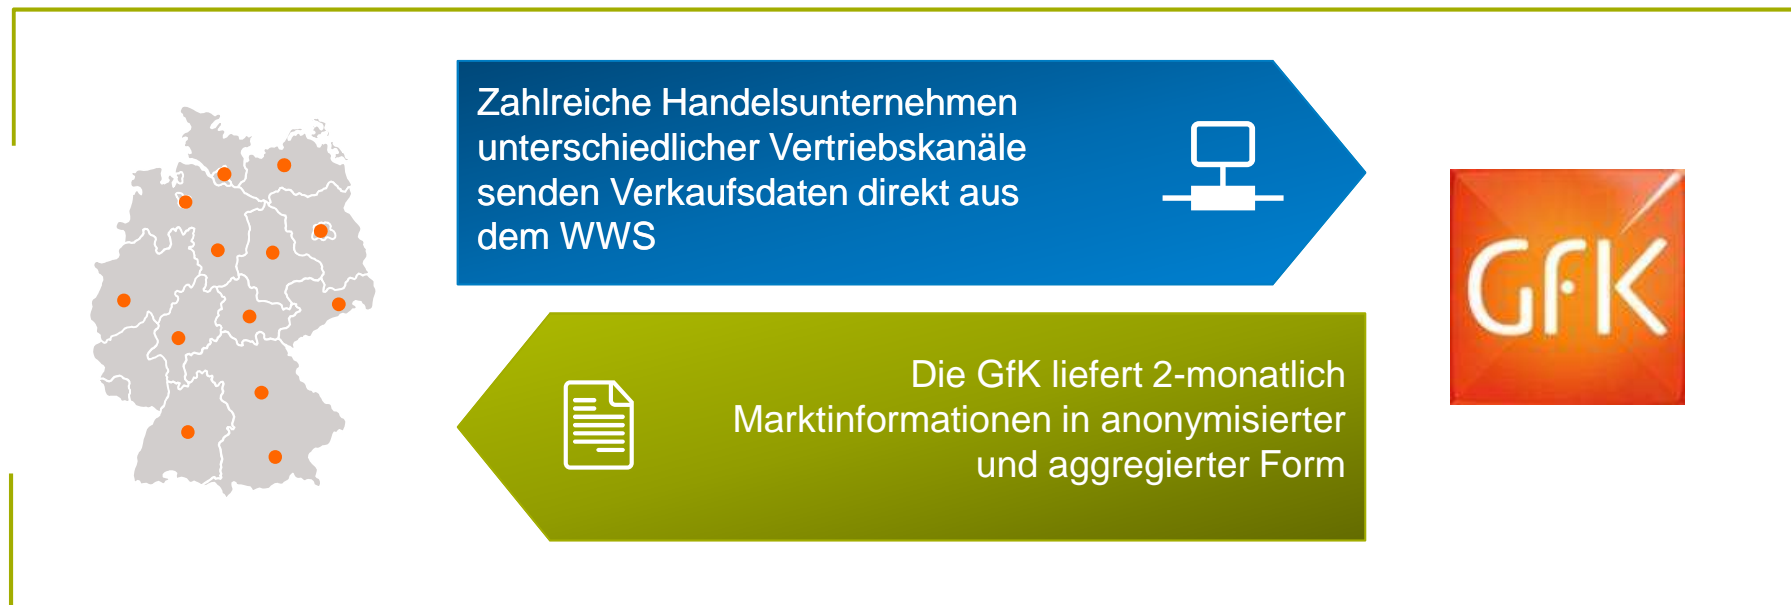 Zahlreiche Handelsunternehmen
unterschiedlicher Vertriebskanäle
senden Verkaufsdaten direkt aus
dem WWS
GfK
Die GfK liefert 2-monatlich
Marktinformationen in anonymisierter
und aggregierter Form